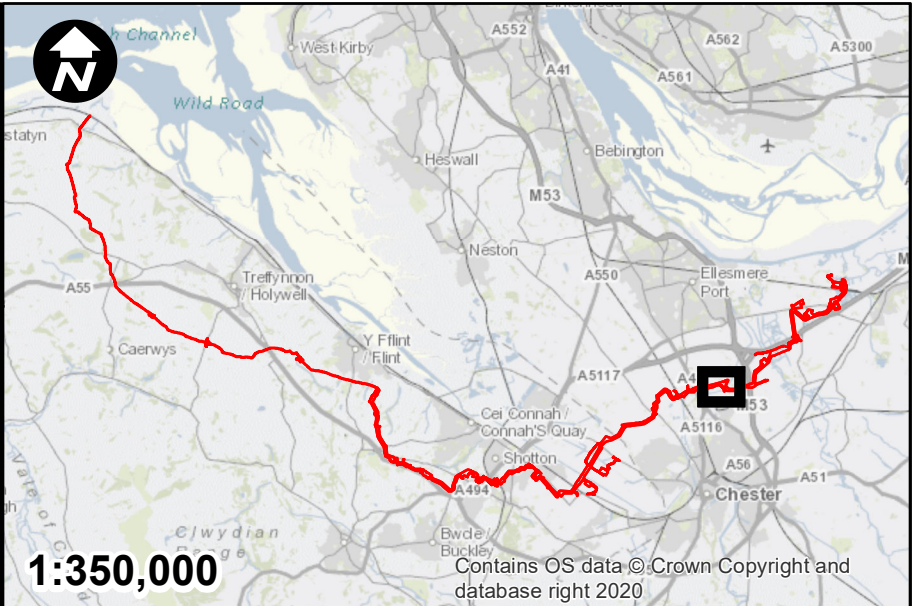 N
Channel
Wild Road
West Kirby
A552
A562
A5300
A41
A561
Heswall
Bebington
M53
Neston
A550
Ellesmere
Port
Treffynnon
/ Holywell
A55
Caerwys
Y Fflint
/ Flint
A5117
Cei Connah /
Connah'S Quay
A5116
M53
Shotton
A494
A56
A51
Chester
Clwydian
Range
Bwcle /
Buckley
1:350,000
Contains OS data © Crown Copyright and
database right 2020